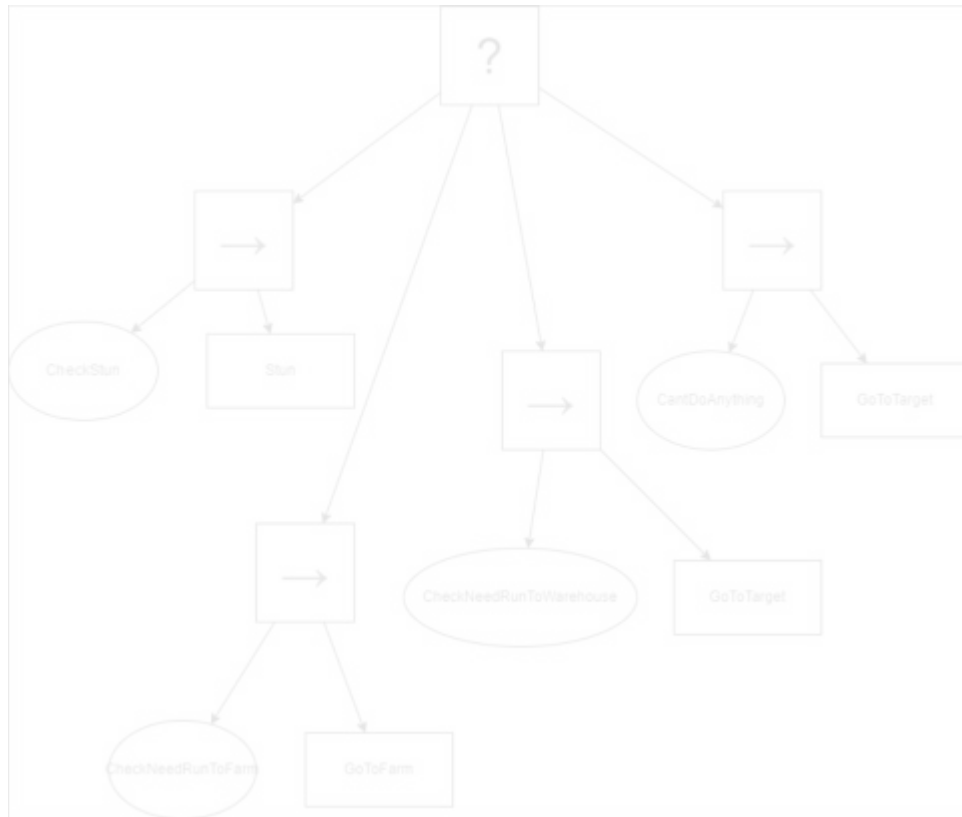 ?
→
→
CheckStun
Stun
→
CantDoAnything
GoToTarget
→
CheckNeedRunToWarehouse
GoToTarget
CheckNeedRunToFarm
GoToFarm